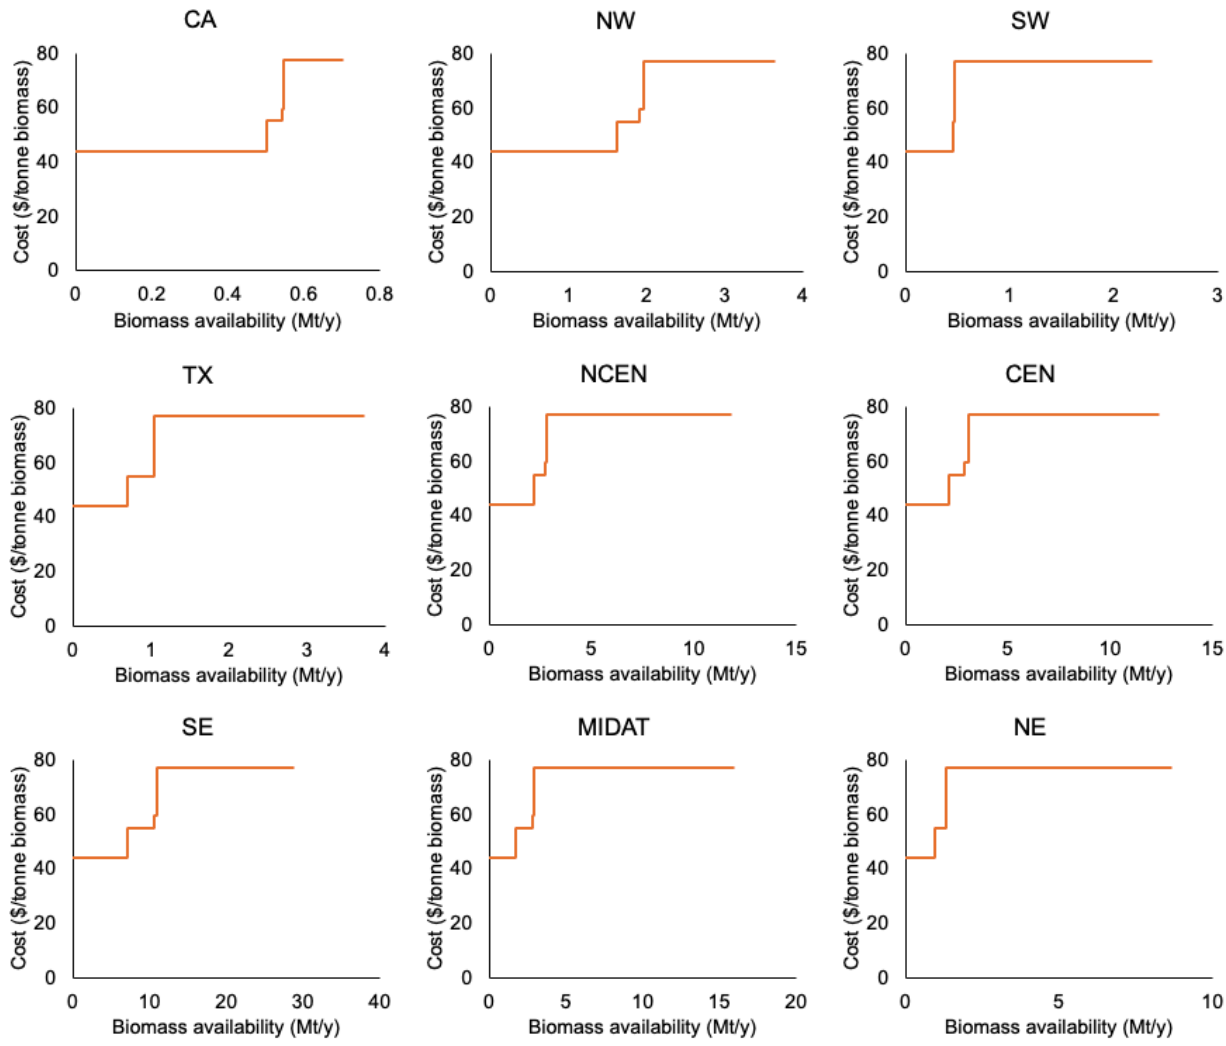 CA
NW
SW
Cost ($/tonne biomass)
80
60
40
20
0
0 0.2 0.4 0.6 0.8
Biomass availability (Mt/y)
Cost ($/tonne biomass)
80
60
40
20
0
0 1 2 3 4
Biomass availability (Mt/y)
Cost ($/tonne biomass)
80
60
40
20
0
0 1 2 3
Biomass availability (Mt/y)
TX
NCEN
CEN
Cost ($/tonne biomass)
80
60
40
20
0
0 1 2 3 4
Biomass availability (Mt/y)
Cost ($/tonne biomass)
80
60
40
20
0
0 5 10 15
Biomass availability (Mt/y)
Cost ($/tonne biomass)
80
60
40
20
0
0 5 10 15
Biomass availability (Mt/y)
SE
MIDAT
NE
Cost ($/tonne biomass)
80
60
40
20
0
0 10 20 30 40
Biomass availability (Mt/y)
Cost ($/tonne biomass)
80
60
40
20
0
0 5 10 15 20
Biomass availability (Mt/y)
Cost ($/tonne biomass)
80
60
40
20
0
0 5 10
Biomass availability (Mt/y)